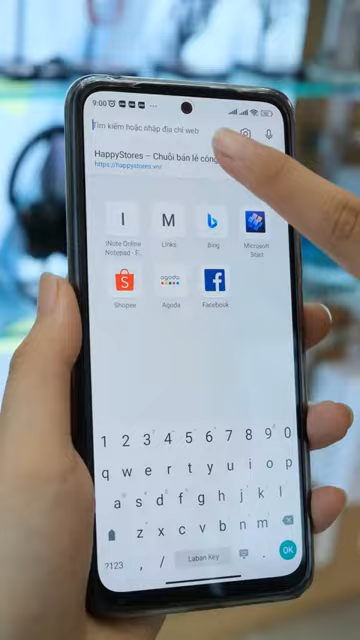 9:00
Tìm kiếm hoặc nhập địa chỉ web
HappyStores – Chuỗi bán lẻ công
https://happystores.vn/
I
M
iNote Online
Notepad - F...
Links
Bing
Microsoft
Start
agoda
Shopee
Agoda
Facebook
1 2 3 4 5 6 7 8 9 0
q w e r t y u i o p
a s d f g h j k l
z x c v b n m
?123 , / Laban Key . OK